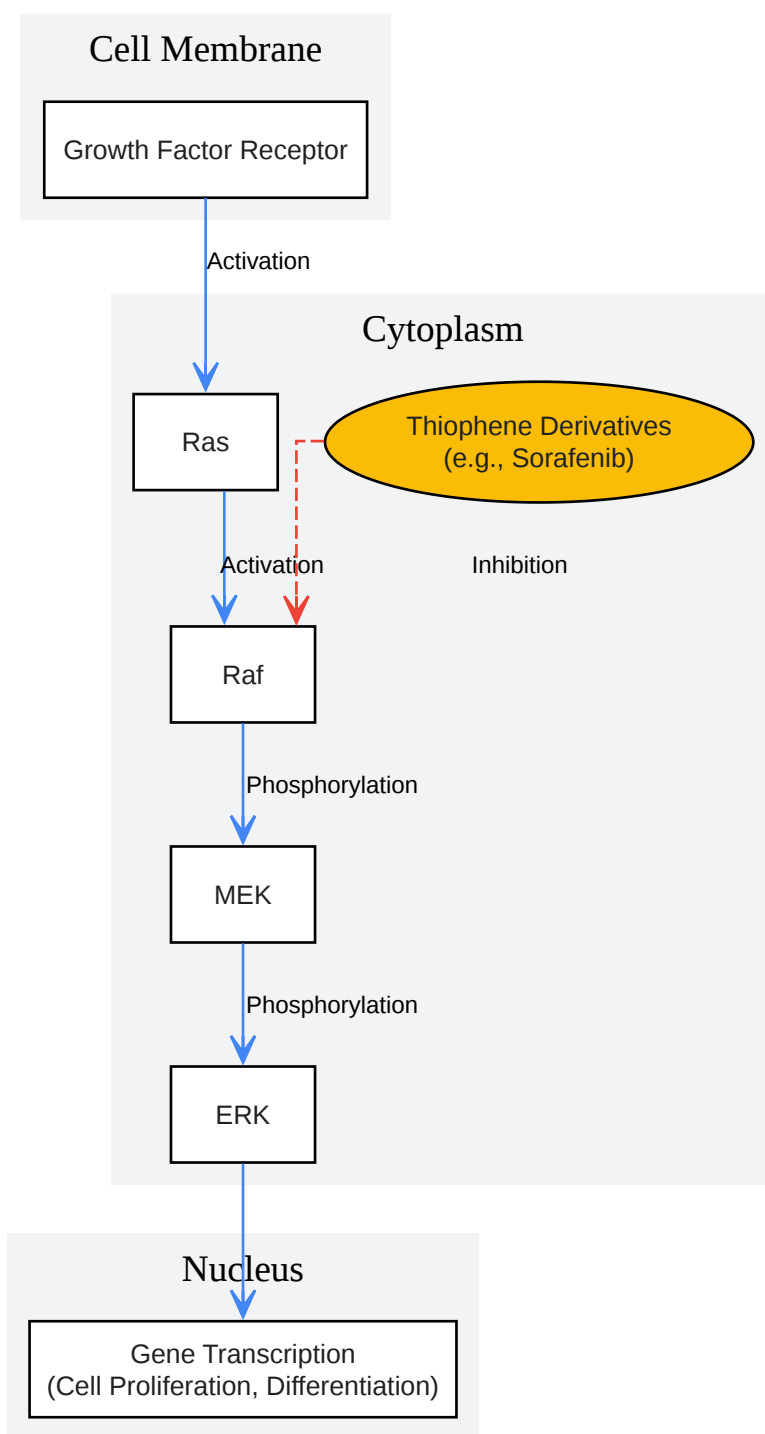 Cell Membrane
Growth Factor Receptor
Activation
Cytoplasm
Ras
Thiophene Derivatives
(e.g., Sorafenib)
Activation
Inhibition
Raf
Phosphorylation
MEK
Phosphorylation
ERK
Nucleus
Gene Transcription
(Cell Proliferation, Differentiation)